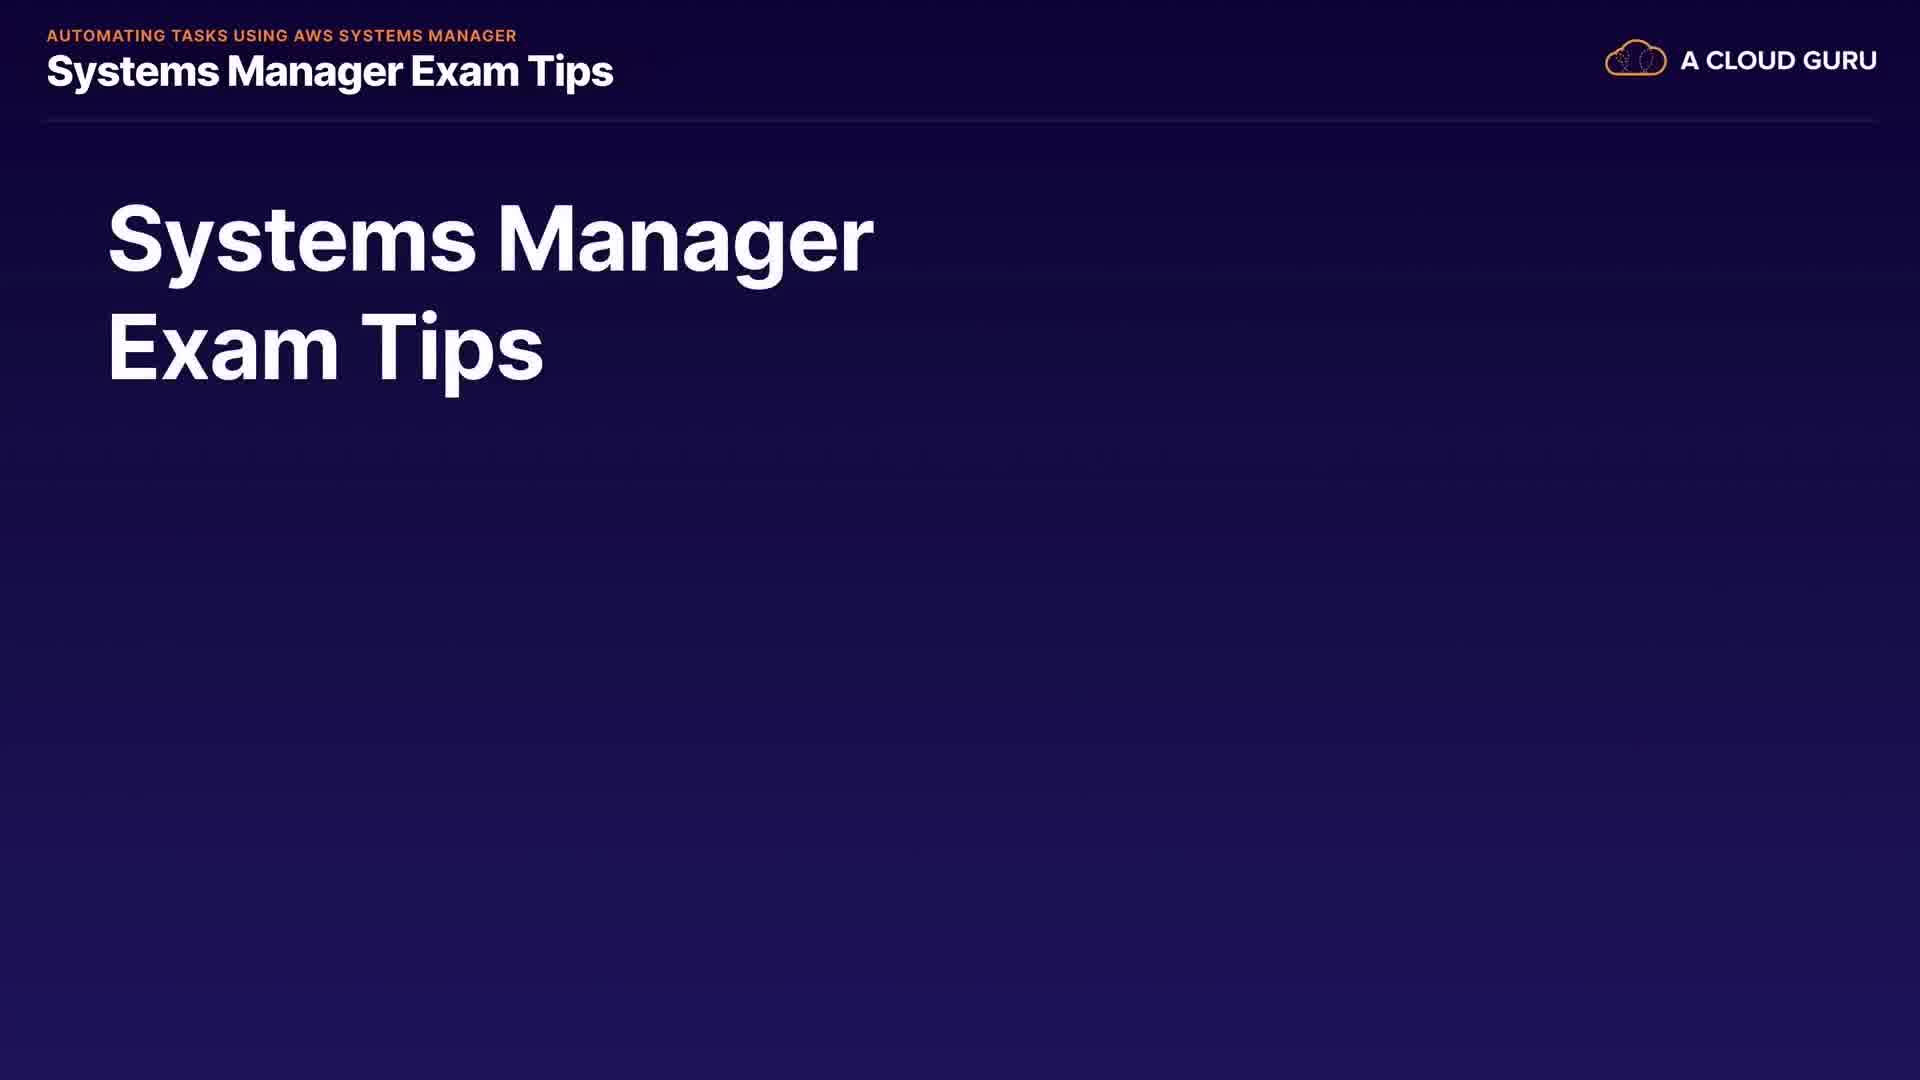 AUTOMATING TASKS USING AWS SYSTEMS MANAGER
Systems Manager Exam Tips
A CLOUD GURU
Systems Manager
Exam Tips